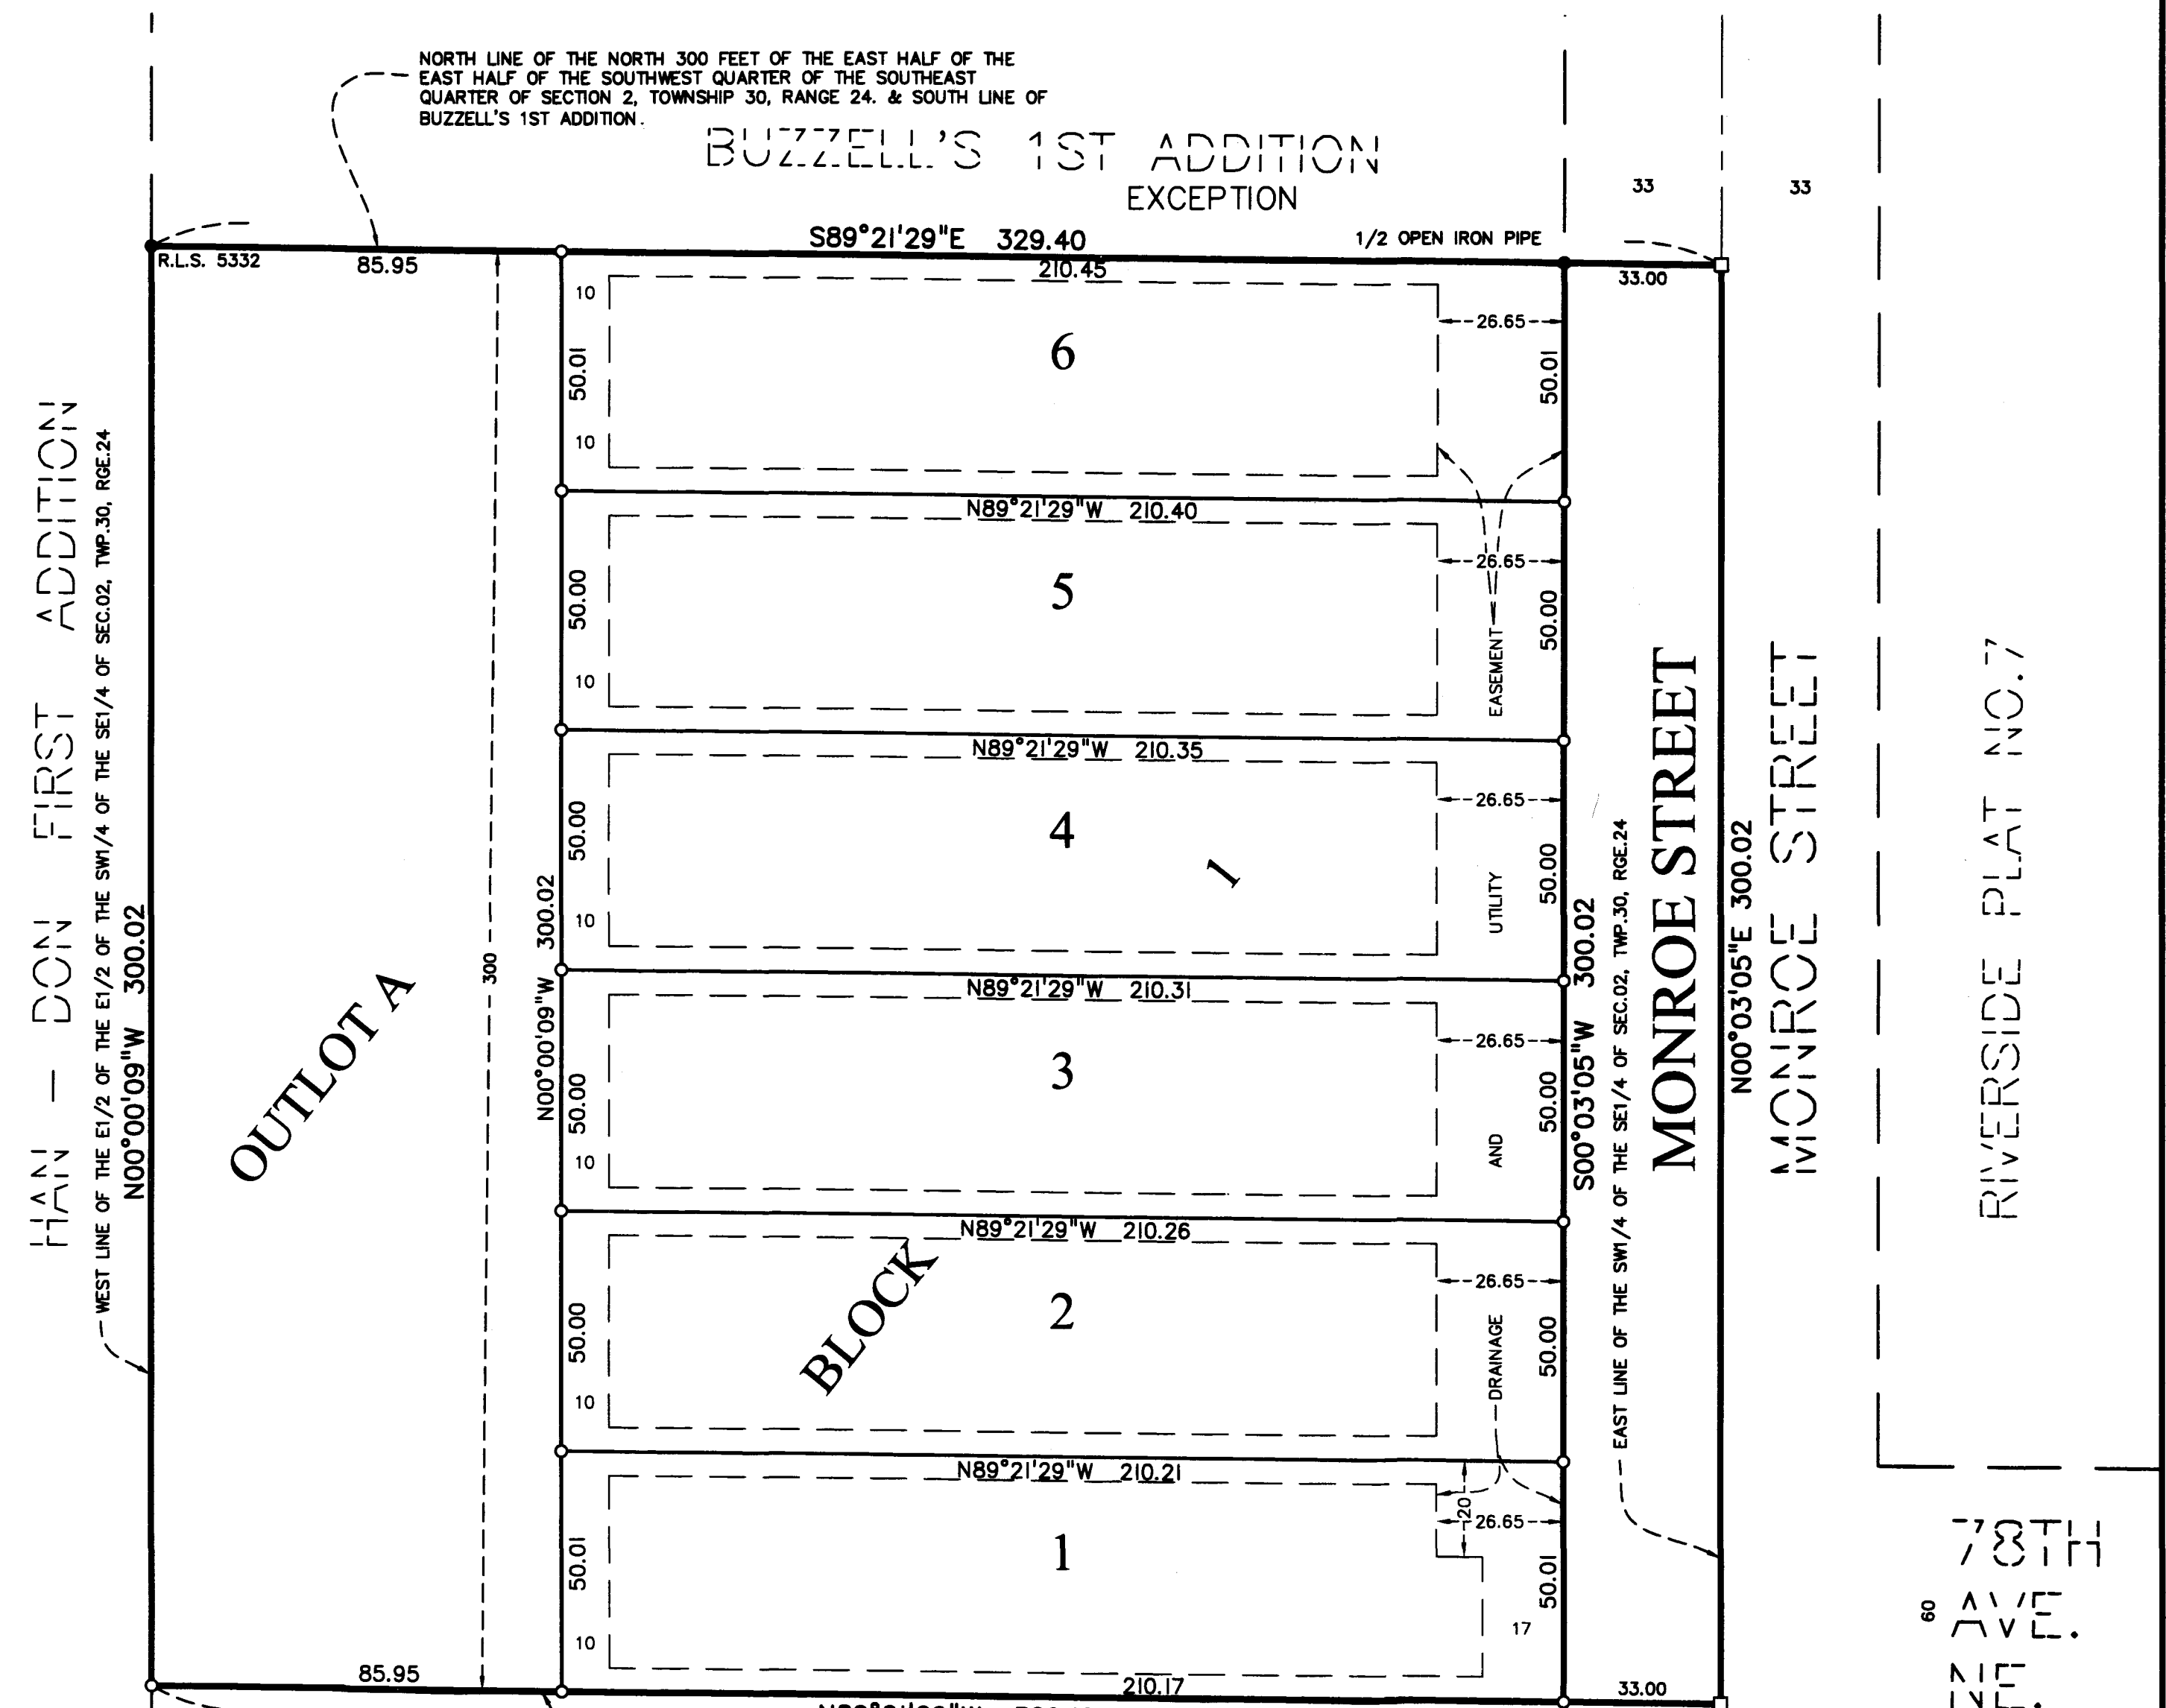 NORTH LINE OF THE NORTH 300 FEET OF THE EAST HALF OF THE
EAST HALF OF THE SOUTHWEST QUARTER OF THE SOUTHEAST
QUARTER OF SECTION 2, TOWNSHIP 30, RANGE 24. & SOUTH LINE OF
BUZZELL'S 1ST ADDITION.
BUZZELL'S 1ST ADDITION
EXCEPTION
33
33
S89°21'29"E 329.40
1/2 OPEN IRON PIPE
R.L.S. 5332
85.95
210.45
33.00
10
26.65
6
50.01
50.01
10
N89°21'29"W 210.40
26.65
5
50.00
50.00
10
EASEMENT
N89°21'29"W 210.35
26.65
4
1
50.00
50.00
10
UTILITY
N89°21'29"W 210.31
26.65
3
50.00
50.00
10
AND
N89°21'29"W 210.26
26.65
2
50.00
50.00
10
DRAINAGE
BLOCK
N89°21'29"W 210.21
20
26.65
1
50.01
50.01
10
17
85.95
210.17
33.00
HAN - DON FIRST ADDITION
WEST LINE OF THE E1/2 OF THE E1/2 OF THE SW1/4 OF THE SE1/4 OF SEC.02, TWP.30, RGE.24
N00°00'09"W 300.02
OUTLOT A
300
N00°00'09"W 300.02
S00°03'05"W 300.02
EAST LINE OF THE SW1/4 OF THE SE1/4 OF SEC.02, TWP.30, RGE.24
MONROE STREET
N00°03'05"E 300.02
MONROE STREET
RIVERSIDE PLAT NO.7
78TH
60
AVE.
NE.